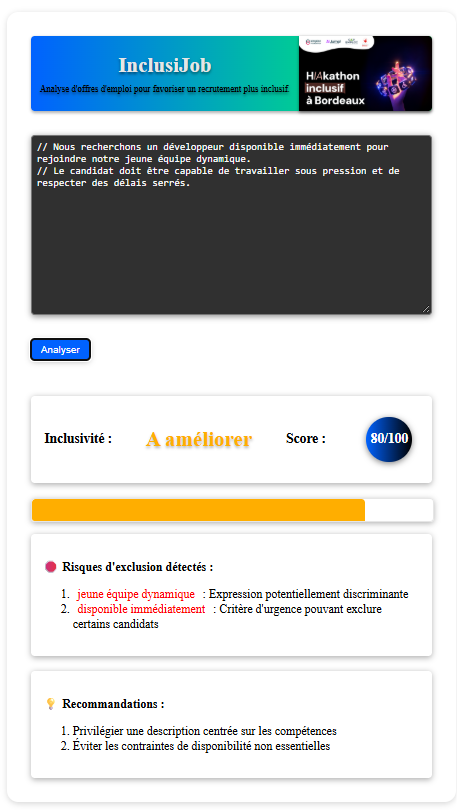 InclusiJob
Analyse d'offres d'emploi pour favoriser un recrutement plus inclusif.
H/IAkathon
inclusif
à Bordeaux
// Nous recherchons un développeur disponible immédiatement pour
rejoindre notre jeune équipe dynamique.
// Le candidat doit être capable de travailler sous pression et de
respecter des délais serrés.
Analyser
Inclusivité :
A améliorer
Score :
80/100
Risques d'exclusion détectés :
1. jeune équipe dynamique : Expression potentiellement discriminante
2. disponible immédiatement : Critère d'urgence pouvant exclure
certains candidats
Recommandations :
1. Privilégier une description centrée sur les compétences
2. Éviter les contraintes de disponibilité non essentielles